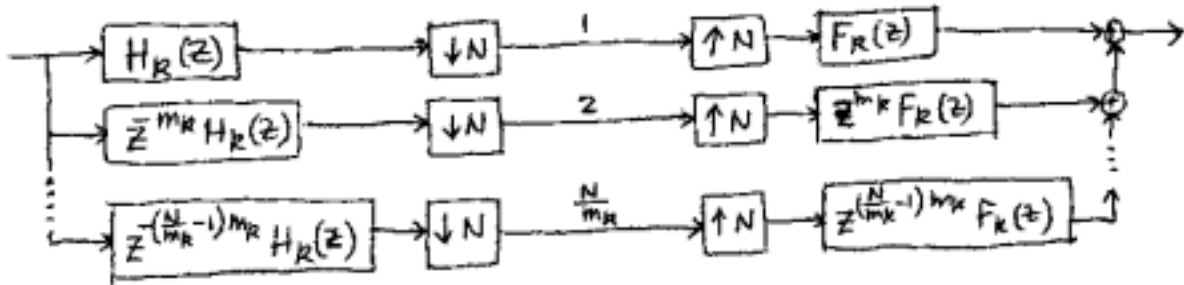 H_k(z) ↓N 1 ↑N F_k(z)
z^{-m_k} H_k(z) ↓N 2 ↑N z^{m_k} F_k(z) +
z^{-(N/m_k -1)m_k} H_k(z) ↓N N/m_k ↑N z^{(N/m_k -1)m_k} F_k(z)